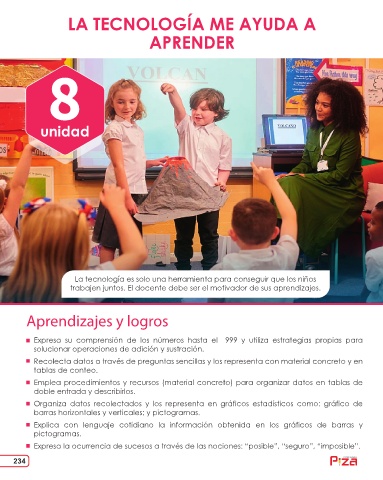 LA TECNOLOGÍA ME AYUDA A
APRENDER
VOLCAN
8
unidad
VOLCANO
La tecnología es solo una herramienta para conseguir que los niños
trabajen juntos. El docente debe ser el motivador de sus aprendizajes.
Aprendizajes y logros
Expresa su comprensión de los números hasta el 999 y utiliza estrategias propias para
solucionar operaciones de adición y sustración.
Recolecta datos a través de preguntas sencillas y los representa con material concreto y en
tablas de conteo.
Emplea procedimientos y recursos (material concreto) para organizar datos en tablas de
doble entrada y describirlos.
Organiza datos recolectados y los representa en gráficos estadísticos como: gráfico de
barras horizontales y verticales; y pictogramas.
Explica con lenguaje cotidiano la información obtenida en los gráficos de barras y
pictogramas.
Expresa la ocurrencia de sucesos a través de las nociones: "posible", "seguro", "imposible".
234